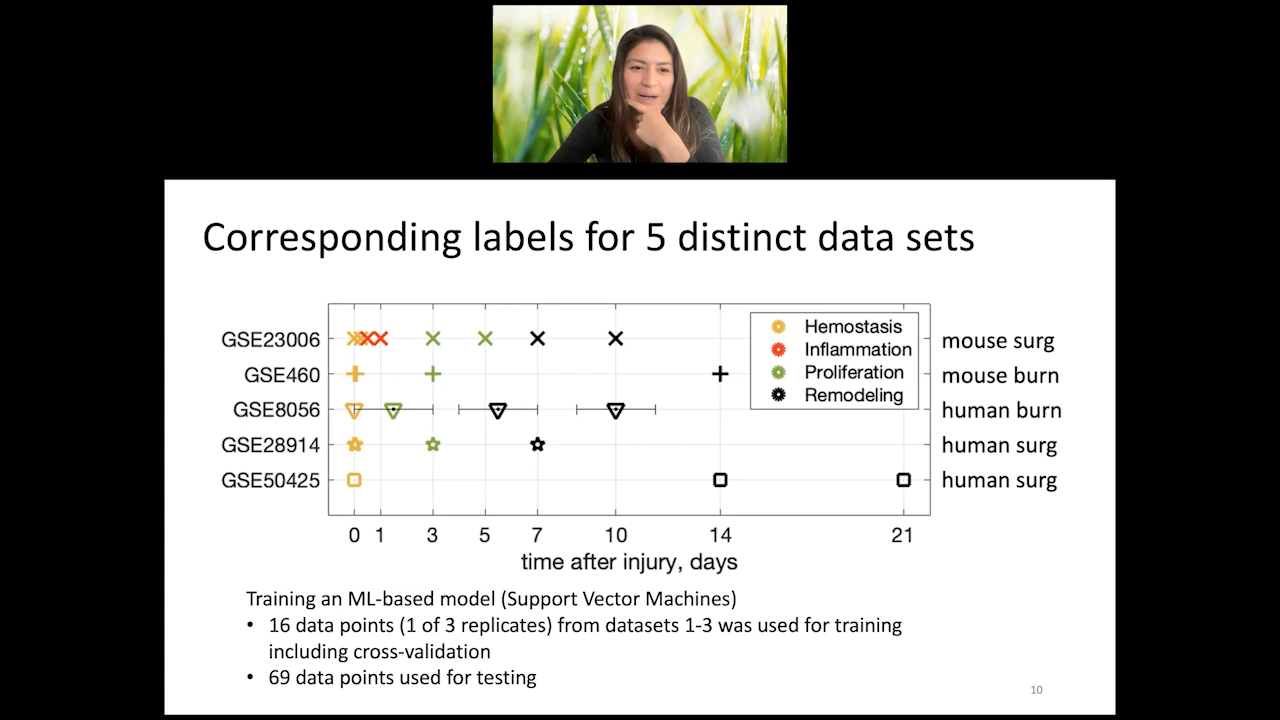 Corresponding labels for 5 distinct data sets
GSE23006
GSE460
GSE8056
GSE28914
GSE50425
Hemostasis
Inflammation
Proliferation
Remodeling
mouse surg
mouse burn
human burn
human surg
human surg
0 1 3 5 7 10 14 21
time after injury, days
Training an ML-based model (Support Vector Machines)
• 16 data points (1 of 3 replicates) from datasets 1-3 was used for training
including cross-validation
• 69 data points used for testing
10